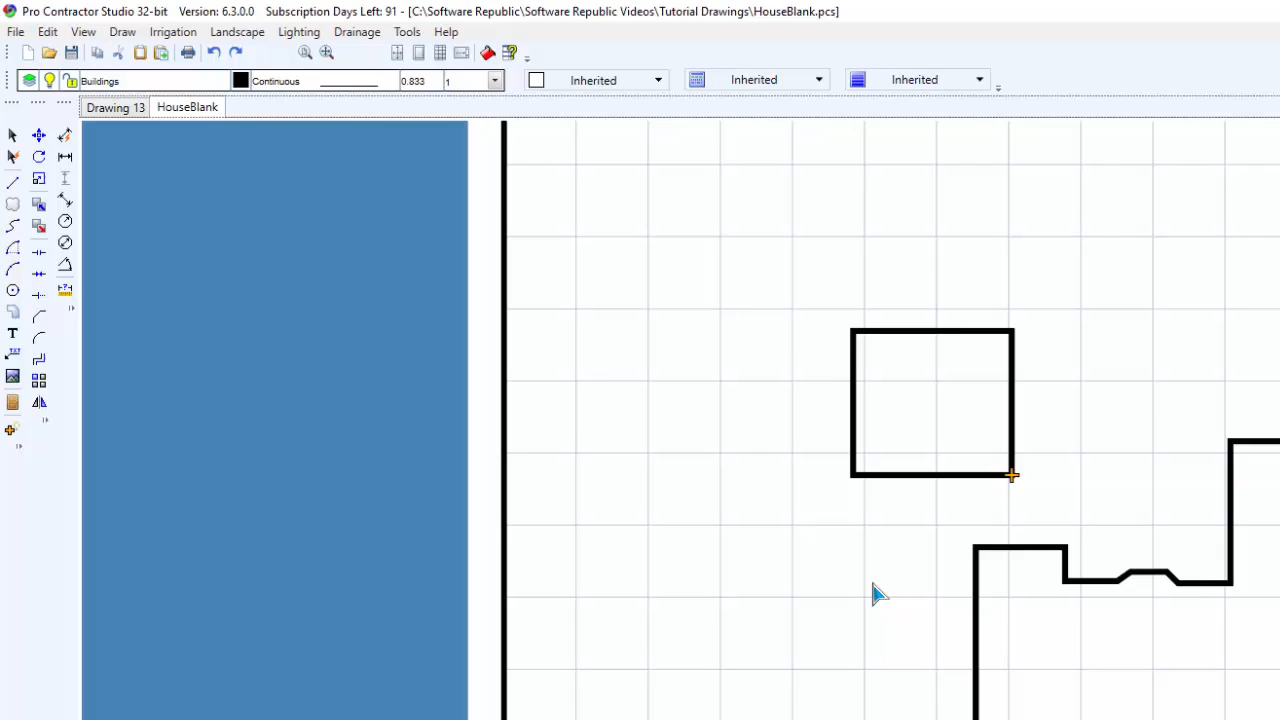 Pro Contractor Studio 32-bit Version: 6.3.0.0 Subscription Days Left: 91 - [C:\Software Republic\Software Republic Videos\Tutorial Drawings\HouseBlank.pcs]
File Edit View Draw Irrigation Landscape Lighting Drainage Tools Help
Buildings Continuous 0.833 1 Inherited Inherited Inherited
Drawing 13 HouseBlank
T
TXT